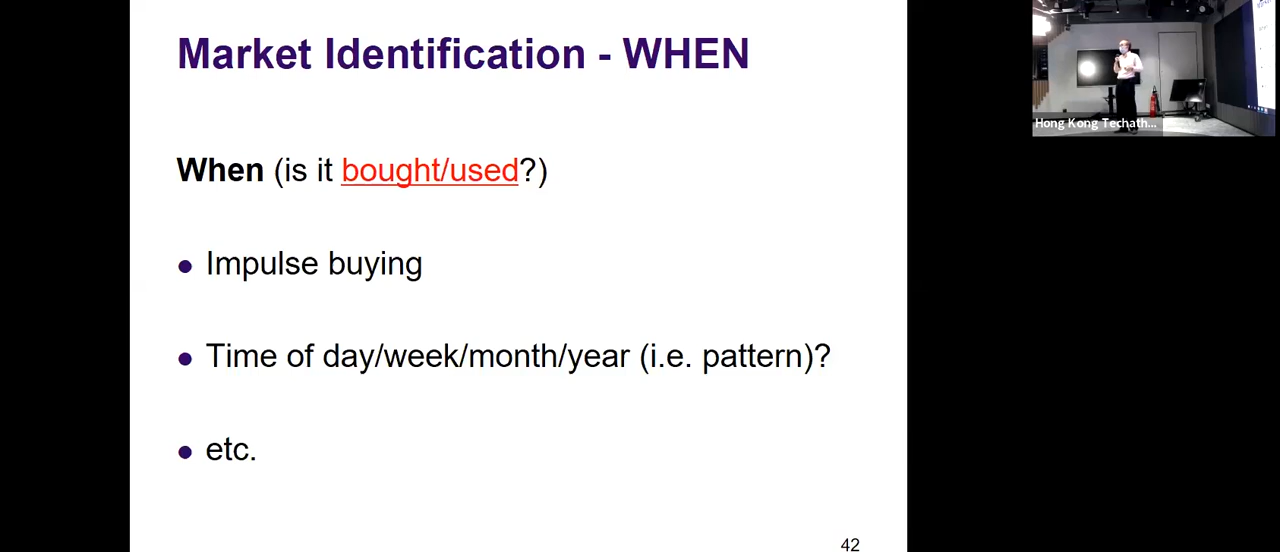 Market Identification - WHEN
Hong Kong Techath...
When (is it bought/used?)
● Impulse buying
● Time of day/week/month/year (i.e. pattern)?
● etc.
42